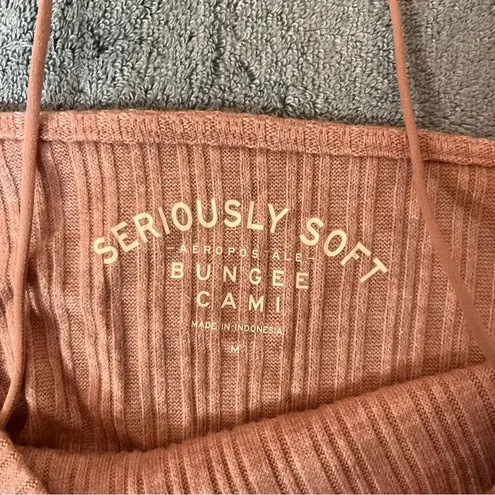 SERIOUSLY SOFT
-AEROPOSTALE-
BUNGEE
CAMI
MADE IN INDONESIA
M